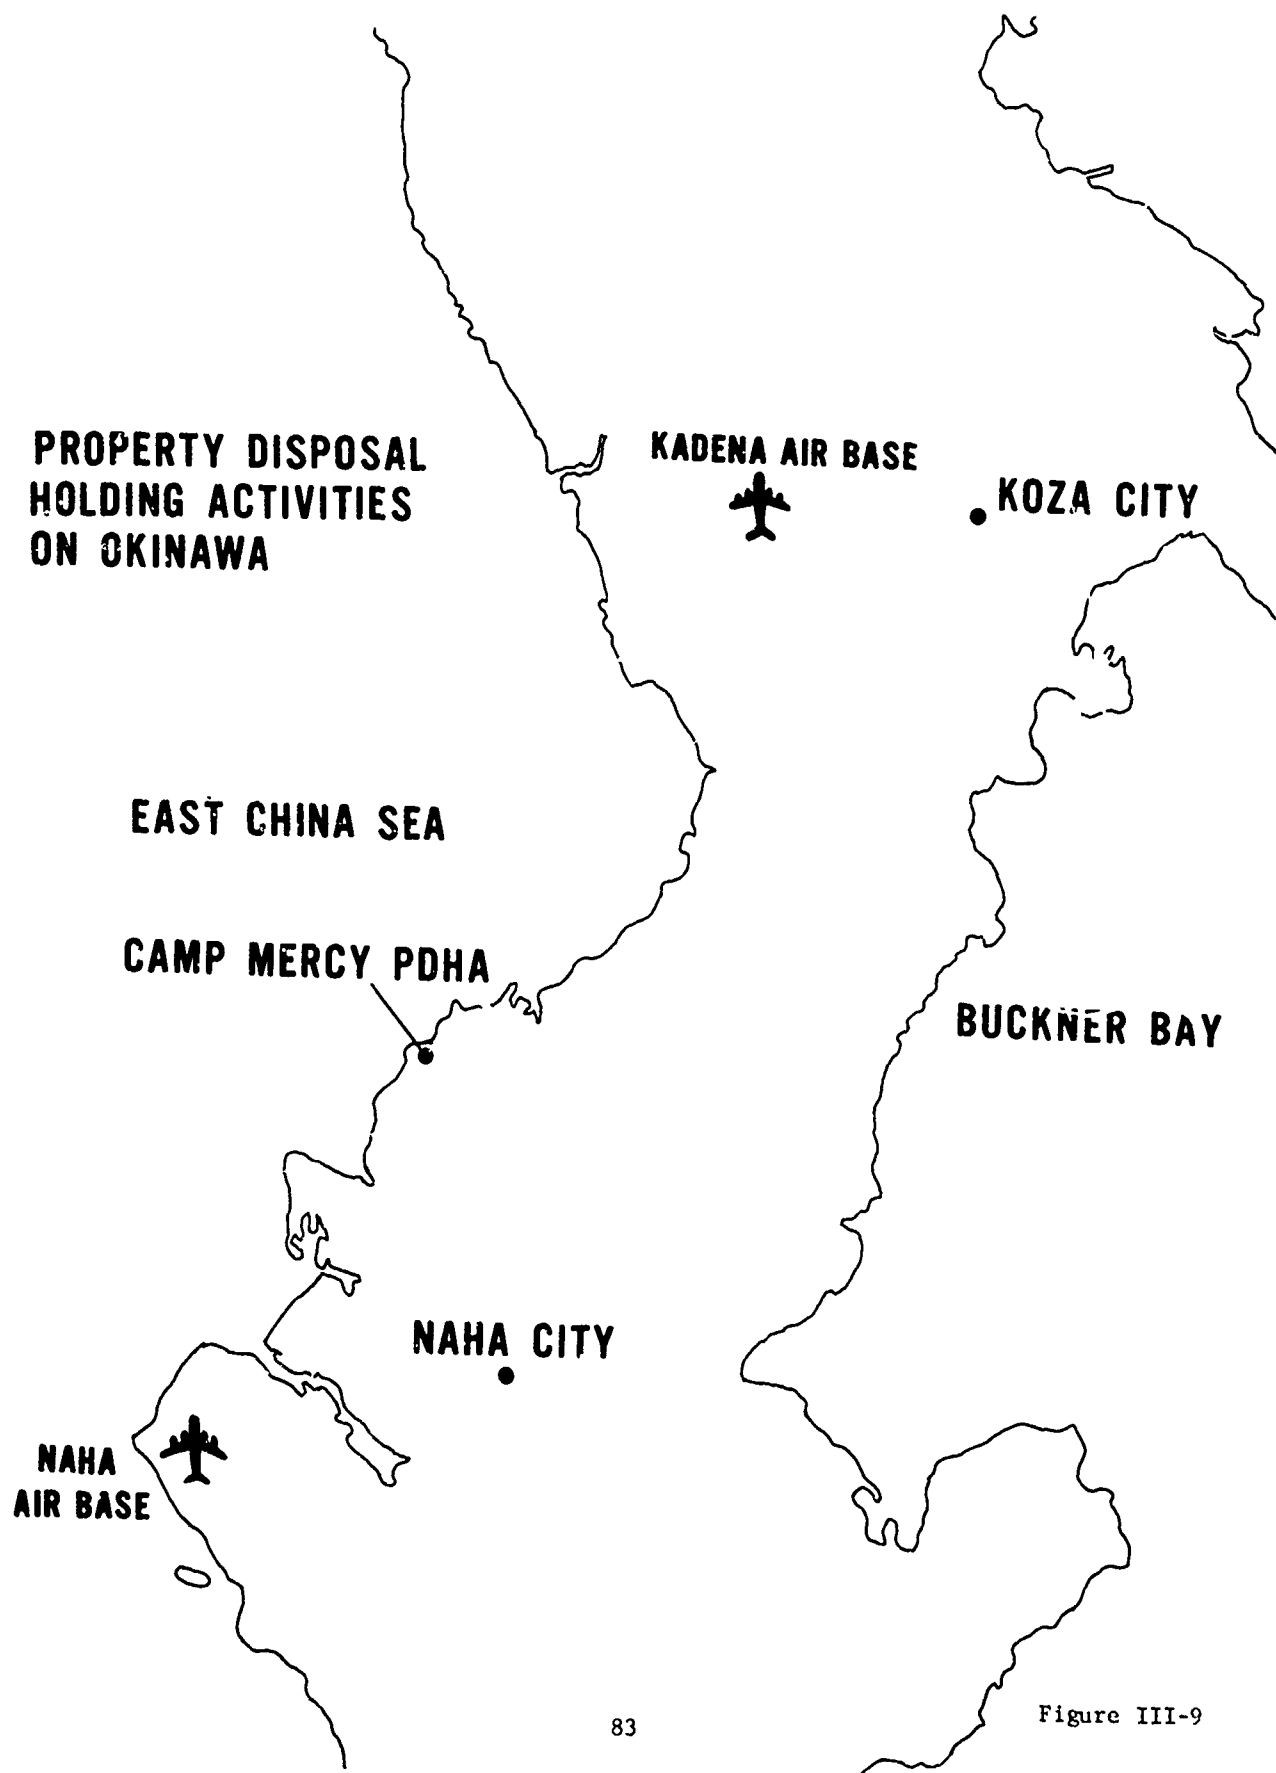 PROPERTY DISPOSAL
HOLDING ACTIVITIES
ON OKINAWA
KADENA AIR BASE
KOZA CITY
EAST CHINA SEA
CAMP MERCY PDHA
BUCKNER BAY
NAHA CITY
NAHA
AIR BASE
83
Figure III-9